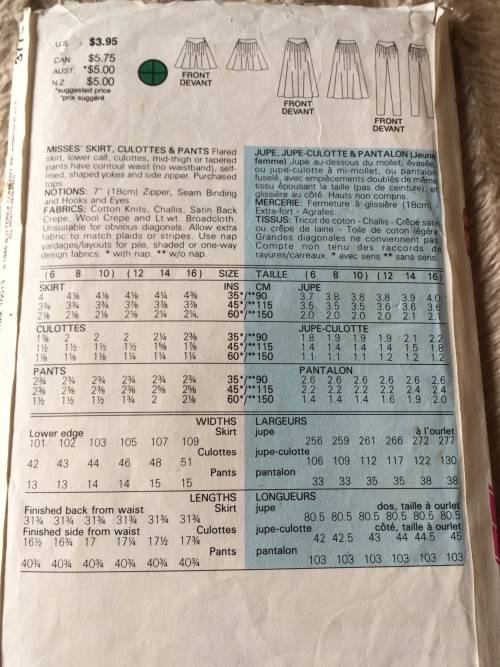 U.S. $3.95
CAN. $5.75
AUST. *$5.00
N.Z. $5.00
*suggested price
*prix suggéré
FRONT
DEVANT
FRONT
DEVANT
FRONT
DEVANT
MISSES' SKIRT, CULOTTES & PANTS Flared
skirt, lower calf, culottes, mid-thigh or tapered
pants have contour waist (no waistband), self-
lined, shaped yokes and side zipper. Purchased
tops.
NOTIONS: 7" (18cm) Zipper, Seam Binding
and Hooks and Eyes.
FABRICS: Cotton Knits, Challis, Satin Back
Crepe, Wool Crepe and Lt.wt. Broadcloth.
Unsuitable for obvious diagonals. Allow extra
fabric to match plaids or stripes. Use nap
yardages/layouts for pile, shaded or one-way
design fabrics. * with nap. ** w/o nap.
JUPE, JUPE-CULOTTE & PANTALON (Jeune
femme) Jupe au-dessous du mollet, évasée,
ou jupe-culotte à mi-mollet, ou pantalon
fuselé, avec empiècements doublés de même
tissu épousant la taille (pas de ceinture), et
glissière au côté. Hauts non compris.
MERCERIE: Fermeture à glissière (18cm) -
Extra-fort - Agrafes.
TISSUS: Tricot de coton - Challis - Crêpe satin
ou crêpe de laine - Toile de coton légère.
Grandes diagonales ne conviennent pas.
Compte non tenu des raccords de
rayures/carreaux. * avec sens ** sans sens.
(6 8 10) (12 14 16) SIZE TAILLE (6 8 10) (12 14 16)
SKIRT INS CM JUPE
4 4⅛ 4⅛ 4⅛ 4¼ 4⅜ 35*/**90 3.7 3.8 3.8 3.8 3.9 4.0
3¾ 3¾ 3¾ 3⅞ 3⅞ 3⅞ 45*/**115 3.5 3.5 3.5 3.6 3.6 3.6
2⅛ 2⅛ 2⅛ 2⅛ 2¼ 2¼ 60*/**150 2.0 2.0 2.0 2.0 2.1 2.1
CULOTTES JUPE-CULOTTE
1⅞ 2 2 2 2¼ 2⅜ 35*/**90 1.8 1.9 1.9 1.9 2.1 2.2
1½ 1½ 1½ 1½ 1⅝ 1⅞ 45*/**115 1.4 1.4 1.4 1.4 1.5 1.8
1⅛ 1⅛ 1⅛ 1¼ 1¼ 1¼ 60*/**150 1.1 1.1 1.1 1.2 1.2 1.2
PANTS PANTALON
2¾ 2¾ 2¾ 2¾ 2¾ 2¾ 35*/**90 2.6 2.6 2.6 2.6 2.6 2.6
2⅜ 2⅜ 2⅜ 2⅜ 2⅝ 2⅝ 45*/**115 2.2 2.2 2.2 2.2 2.4 2.4
1½ 1½ 1½ 1¾ 2 2⅛ 60*/**150 1.4 1.4 1.4 1.6 1.9 2.0
WIDTHS LARGEURS
Lower edge Skirt jupe à l'ourlet
101 102 103 105 107 109 256 259 261 266 272 277
Culottes jupe-culotte
42 43 44 46 48 51 106 109 112 117 122 130
Pants pantalon
13 13 14 14 15 15 33 33 35 35 38 38
LENGTHS LONGUEURS
Finished back from waist Skirt jupe dos, taille à ourlet
31¾ 31¾ 31¾ 31¾ 31¾ 31¾ 80.5 80.5 80.5 80.5 80.5 80.5
Finished side from waist Culottes jupe-culotte côté, taille à ourlet
16½ 16¾ 17 17¼ 17½ 17¾ 42 42.5 43 44 44.5 45
Pants pantalon
40¾ 40¾ 40¾ 40¾ 40¾ 40¾ 103 103 103 103 103 103